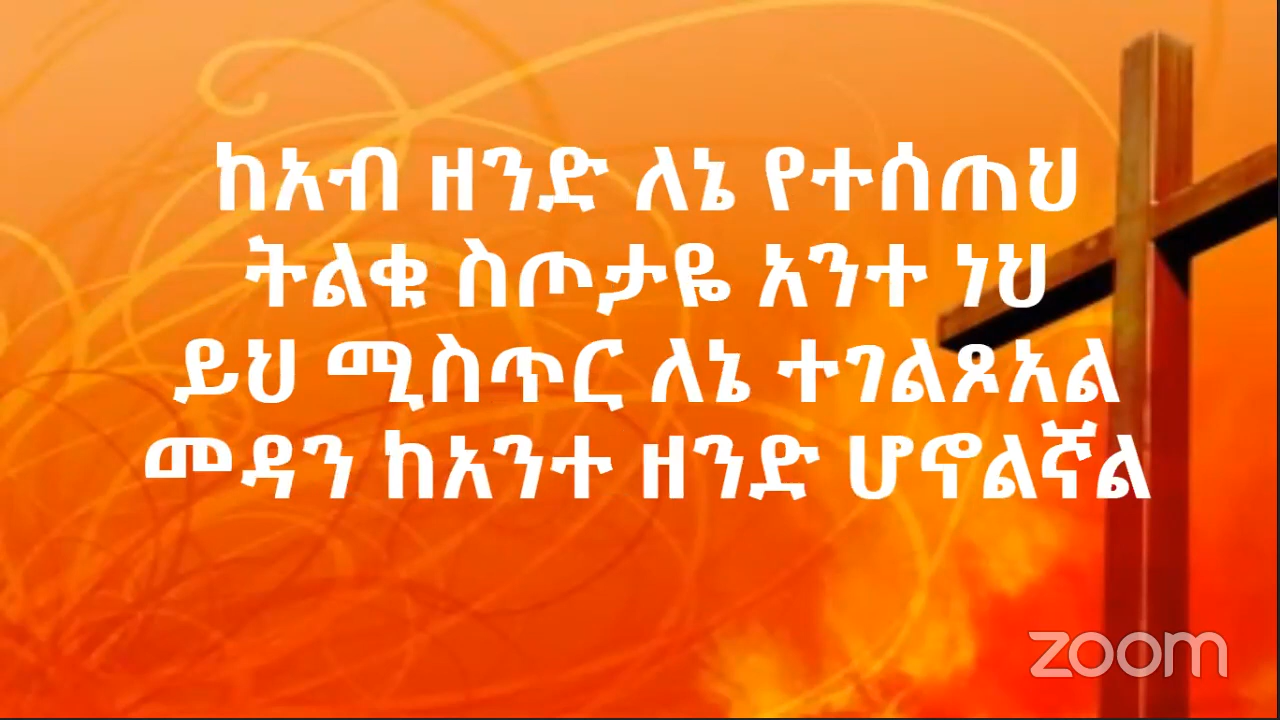 ከአብ ዘንድ ለኔ የተሰጠህ
ትልቁ ስጦታዬ አንተ ነህ
ይህ ሚስጥር ለኔ ተገልጾአል
መዳን ከአንተ ዘንድ ሆኖልኛል
zoom